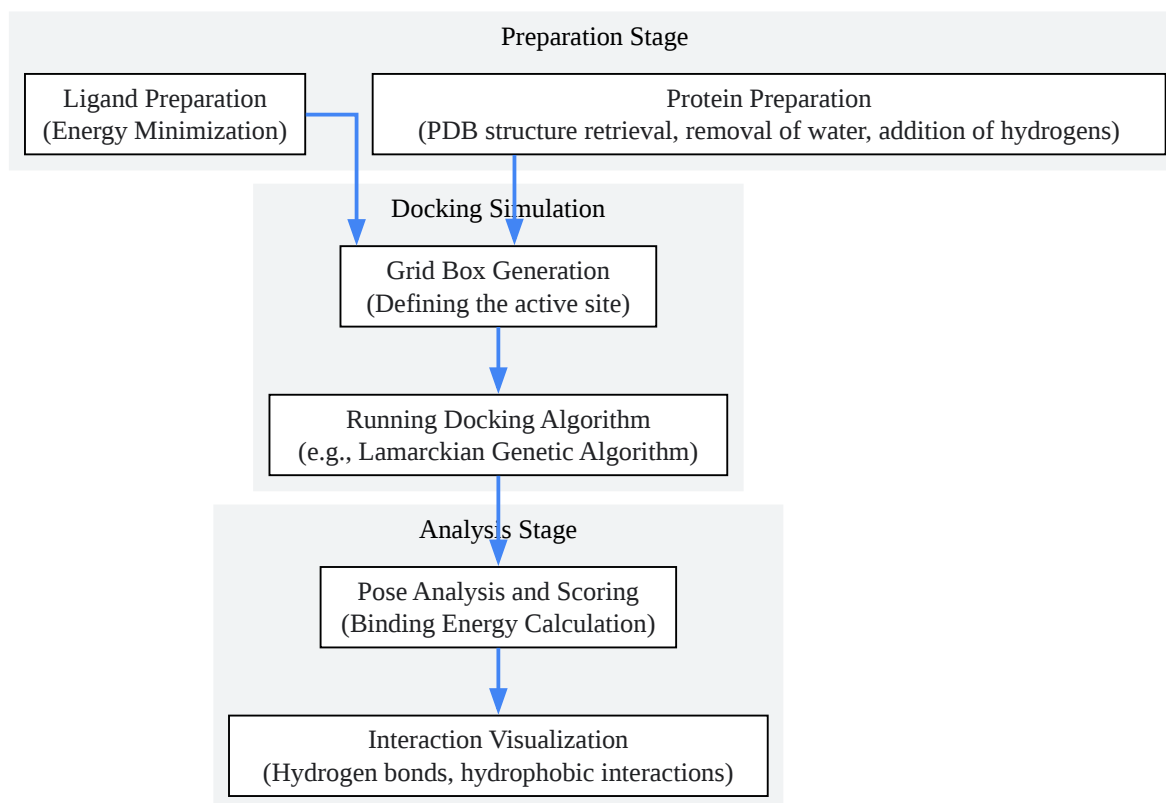 Preparation Stage
Ligand Preparation
(Energy Minimization)
Protein Preparation
(PDB structure retrieval, removal of water, addition of hydrogens)
Docking Simulation
Grid Box Generation
(Defining the active site)
Running Docking Algorithm
(e.g., Lamarckian Genetic Algorithm)
Analysis Stage
Pose Analysis and Scoring
(Binding Energy Calculation)
Interaction Visualization
(Hydrogen bonds, hydrophobic interactions)